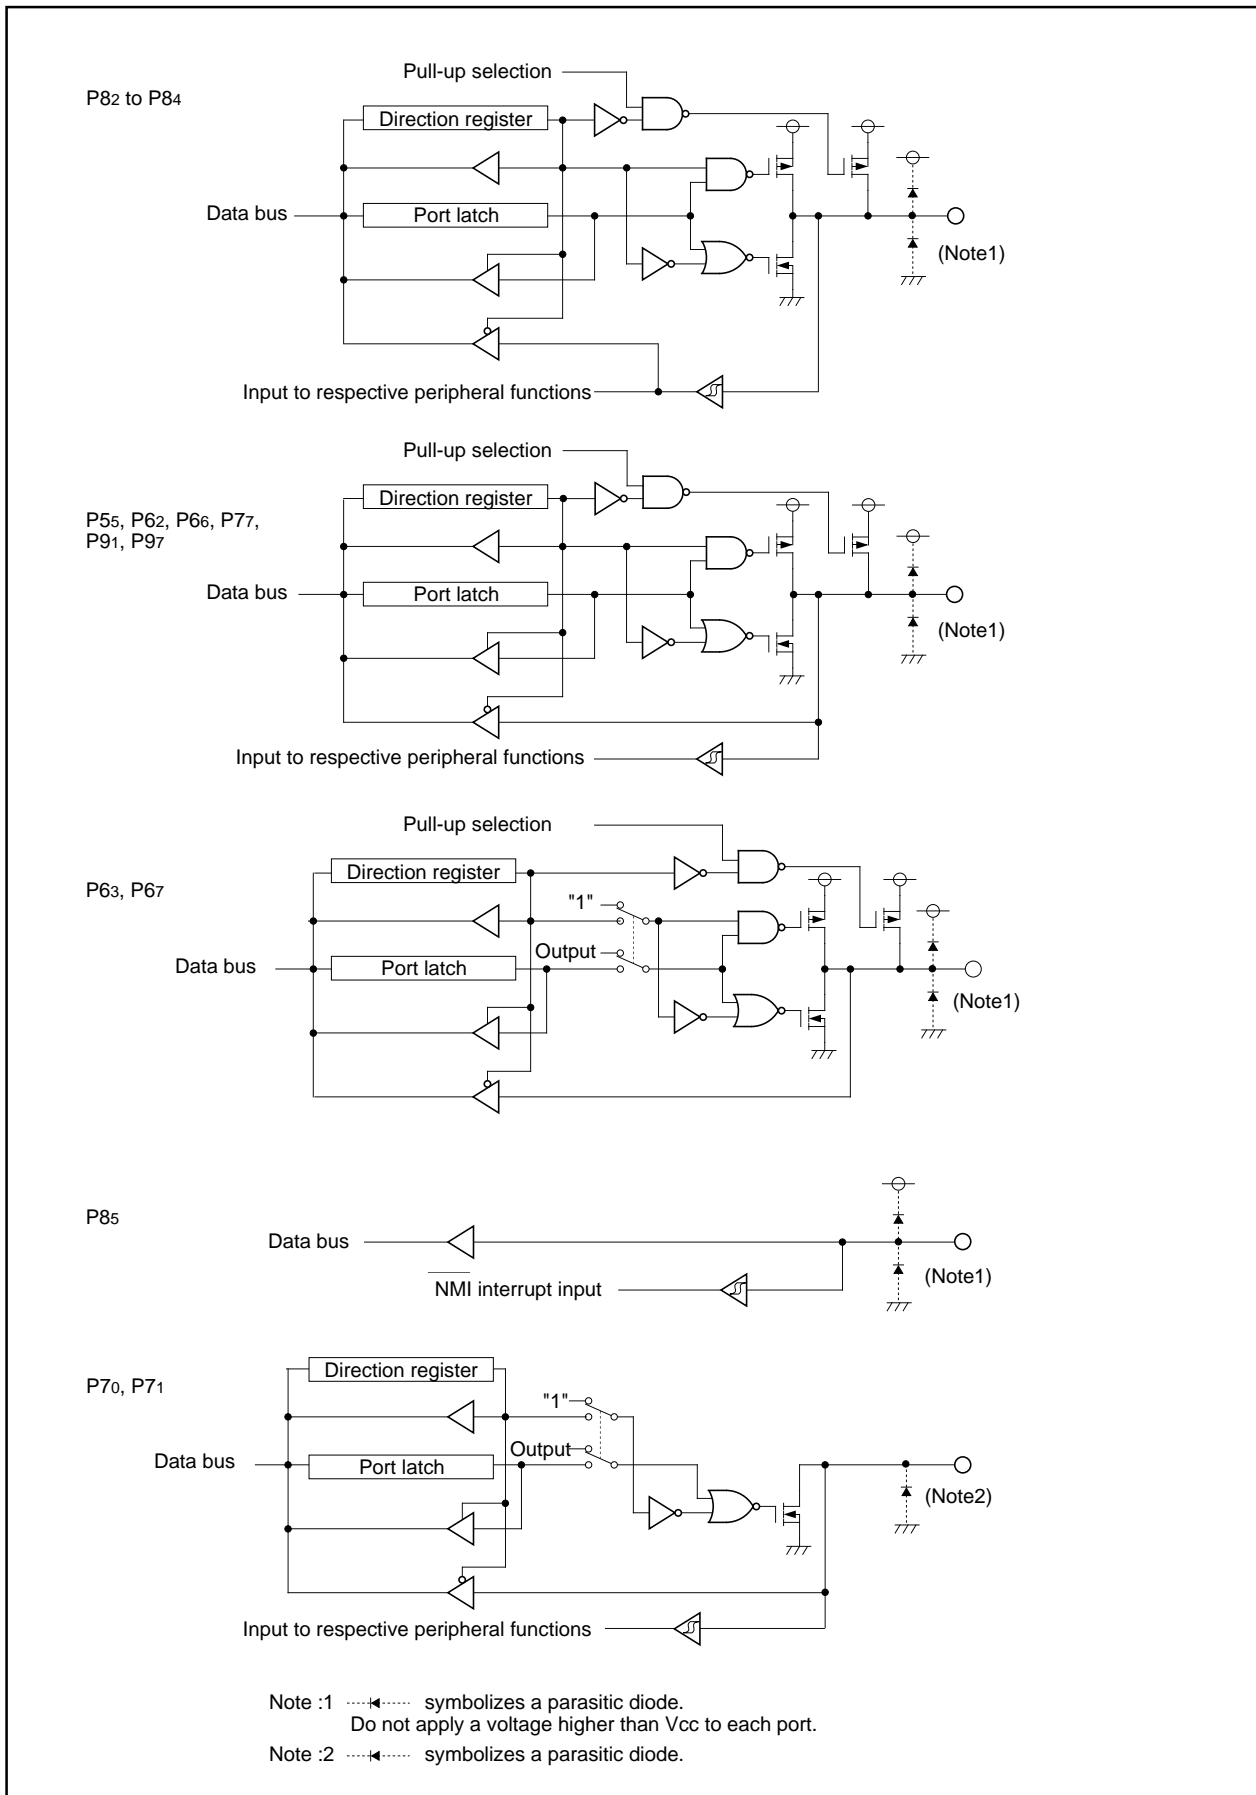 Pull-up selection
P82 to P84
Direction register
Data bus
Port latch
(Note1)
Input to respective peripheral functions
Pull-up selection
Direction register
P55, P62, P66, P77,
P91, P97
Data bus
Port latch
(Note1)
Input to respective peripheral functions
Pull-up selection
Direction register
P63, P67
"1"
Output
Data bus
Port latch
(Note1)
P85
Data bus
(Note1)
NMI interrupt input
Direction register
P70, P71
"1"
Output
Data bus
Port latch
(Note2)
Input to respective peripheral functions
Note :1 symbolizes a parasitic diode.
Do not apply a voltage higher than Vcc to each port.
Note :2 symbolizes a parasitic diode.